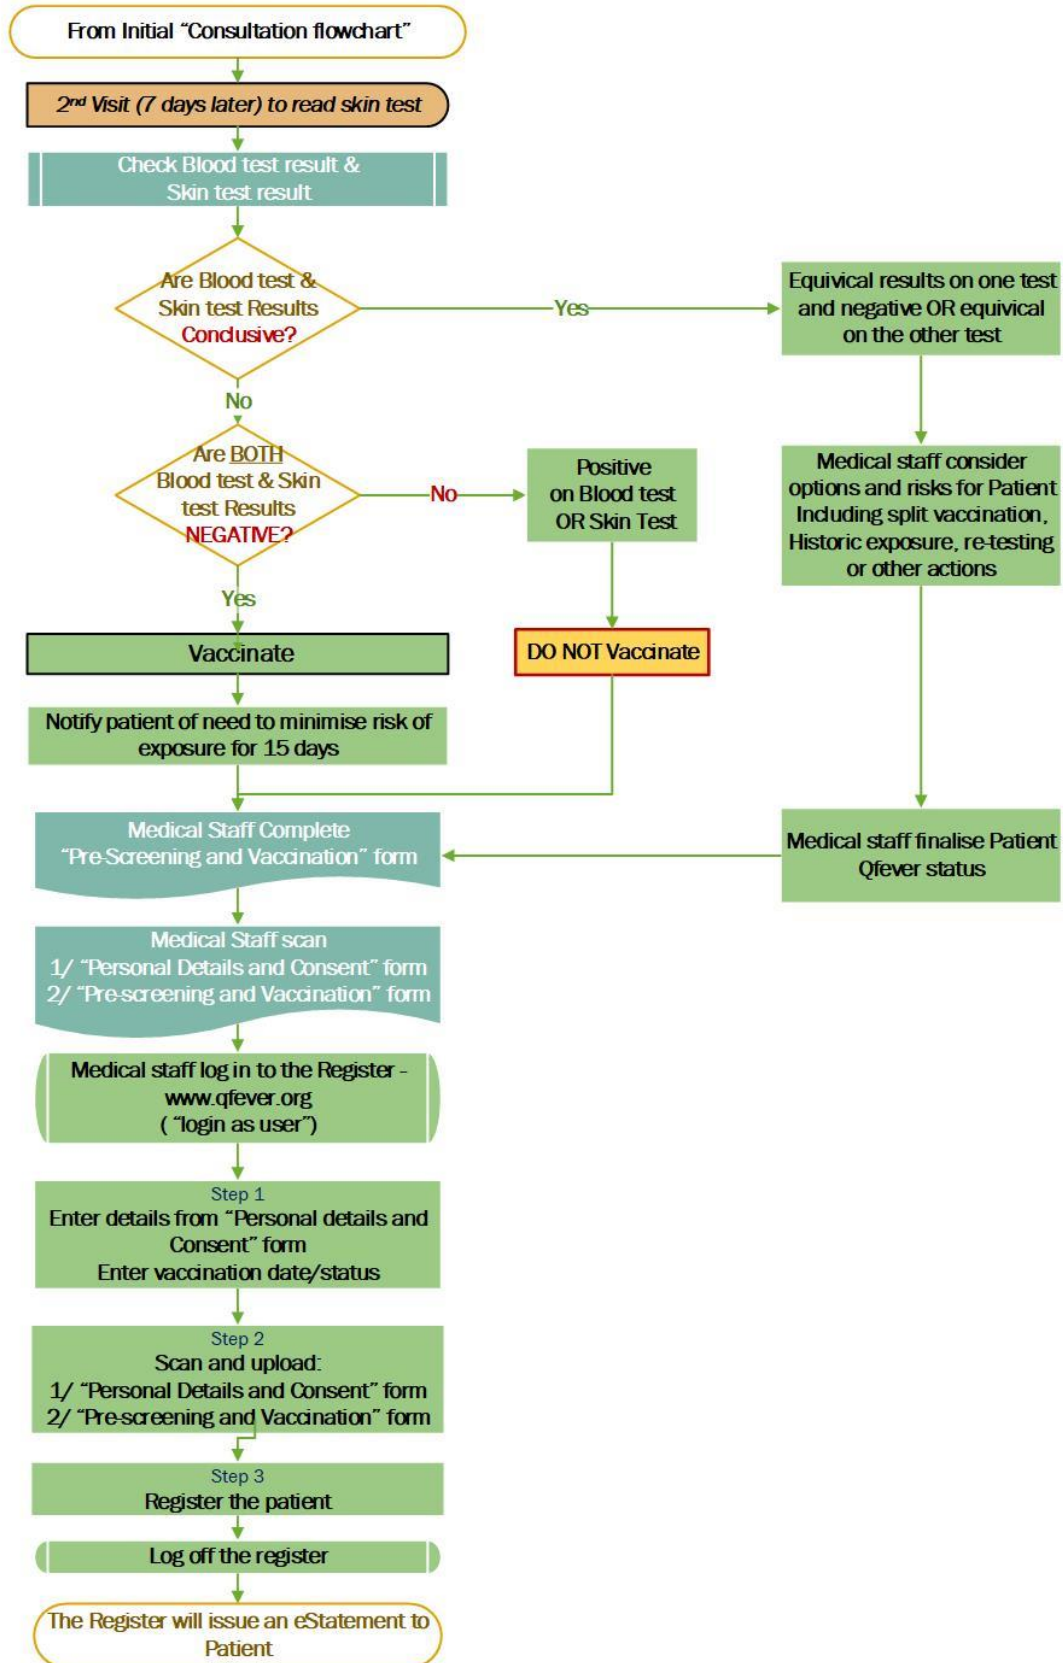 From Initial “Consultation flowchart”
2nd Visit (7 days later) to read skin test
Check Blood test result &
Skin test result
Are Blood test &
Skin test Results
Conclusive?
Yes
Equivical results on one test
and negative OR equivical
on the other test
No
Are BOTH
Blood test & Skin
test Results
NEGATIVE?
No
Positive
on Blood test
OR Skin Test
Medical staff consider
options and risks for Patient
Including split vaccination,
Historic exposure, re-testing
or other actions
Yes
Vaccinate
DO NOT Vaccinate
Notify patient of need to minimise risk of
exposure for 15 days
Medical Staff Complete
“Pre-Screening and Vaccination” form
Medical staff finalise Patient
Qfever status
Medical Staff scan
1/ “Personal Details and Consent” form
2/ “Pre-screening and Vaccination” form
Medical staff log in to the Register -
www.qfever.org
( “login as user”)
Step 1
Enter details from “Personal details and
Consent” form
Enter vaccination date/status
Step 2
Scan and upload:
1/ “Personal Details and Consent” form
2/ “Pre-screening and Vaccination” form
Step 3
Register the patient
Log off the register
The Register will issue an eStatement to
Patient